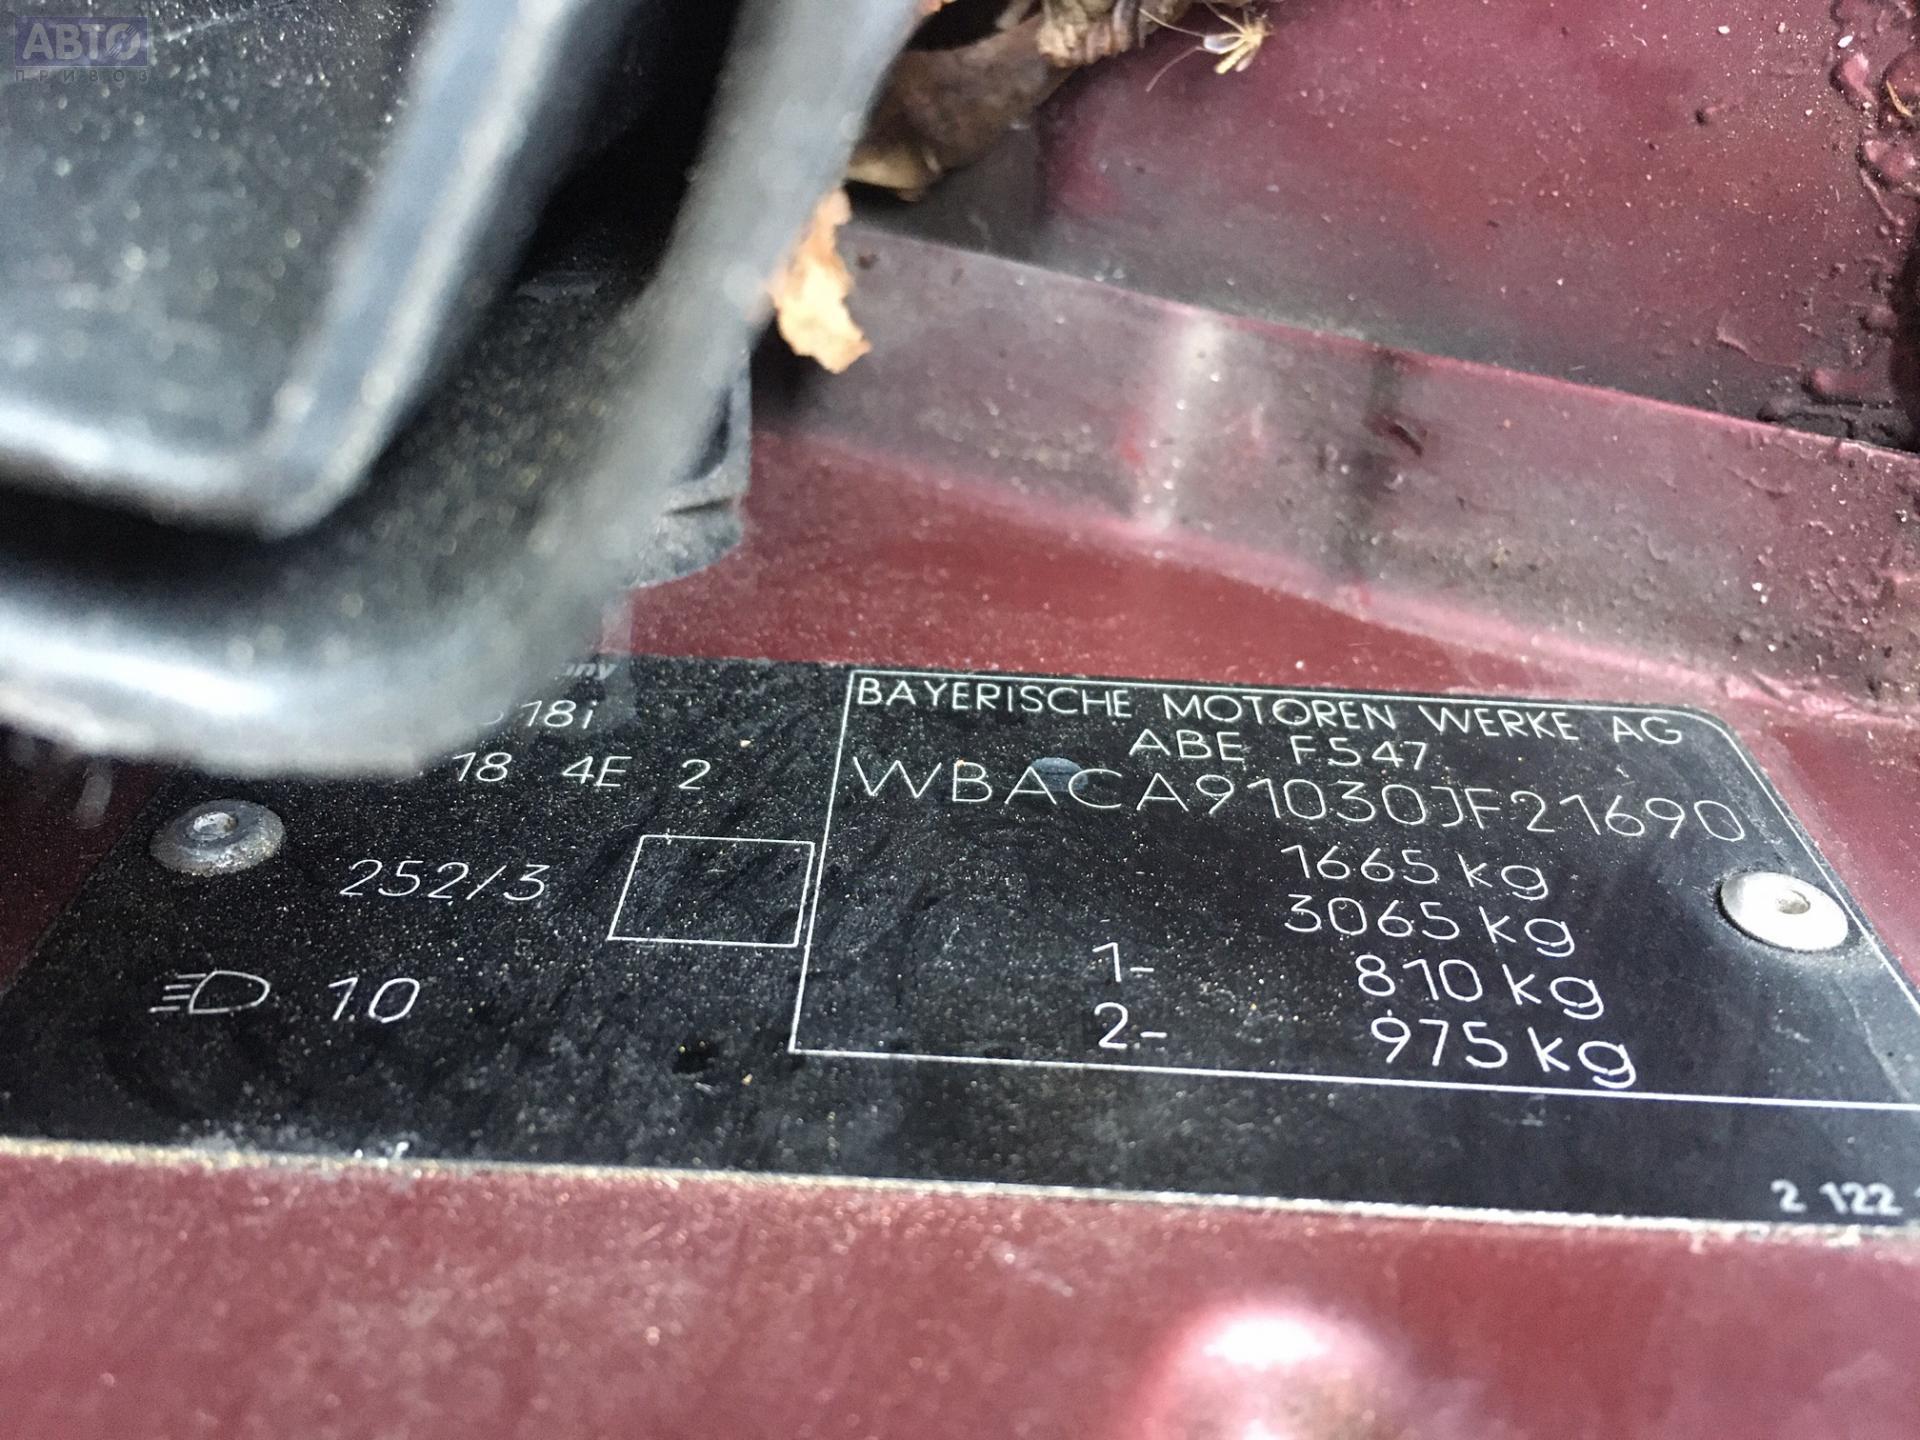 АВТО
ПРИВОЗ
318i
18 4E 2
252/3
1.0
BAYERISCHE MOTOREN WERKE AG
ABE F547
WBACA91030JF21690
1665 kg
3065 kg
1- 810 kg
2- 975 kg
2 122